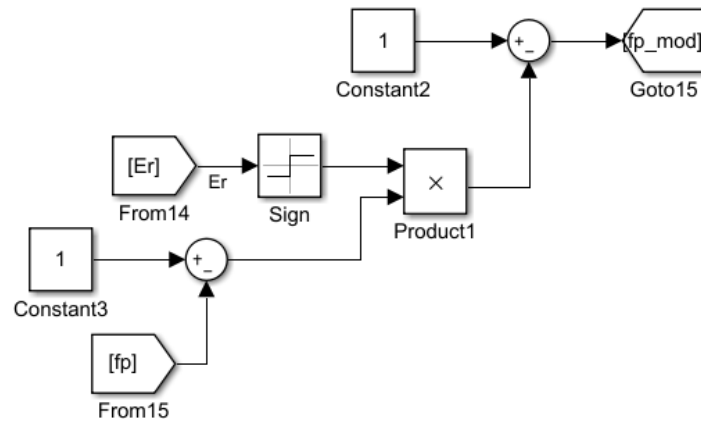 1
Constant2
+
-
[fp_mod]
Goto15
[Er]
From14
Er
Sign
×
Product1
1
Constant3
+
-
[fp]
From15